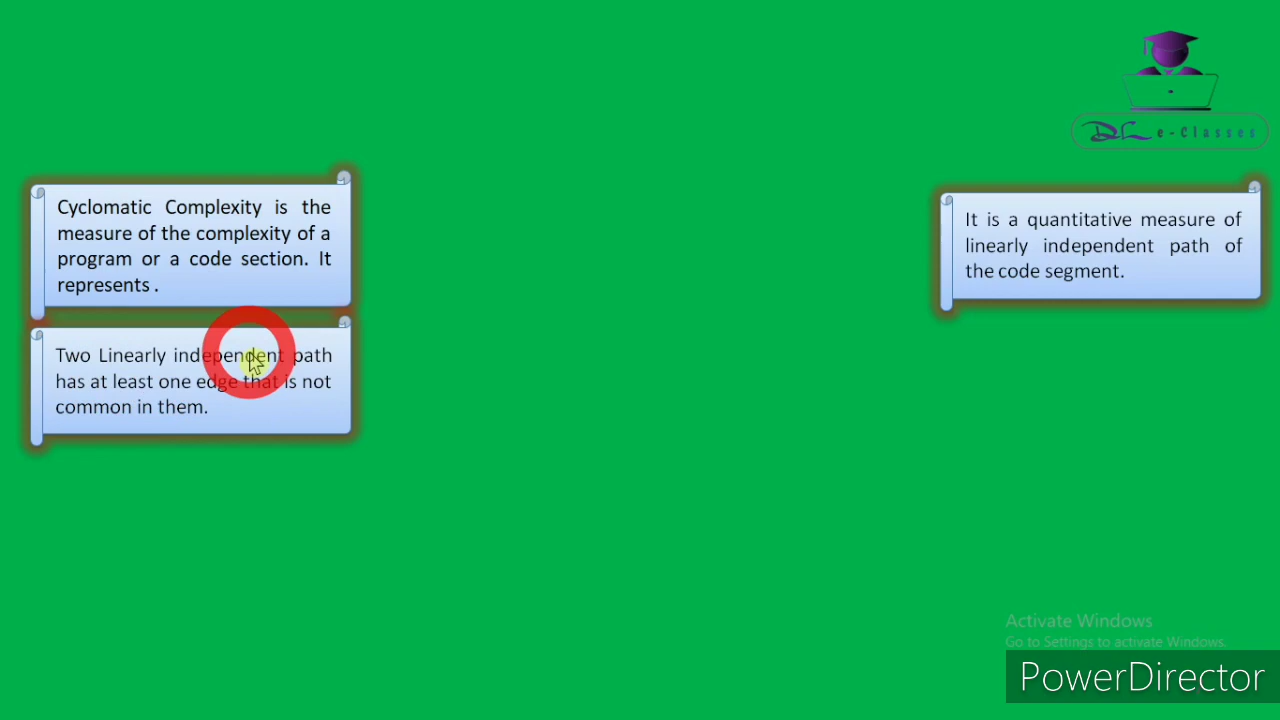 DL e-Classes
Cyclomatic Complexity is the
measure of the complexity of a
program or a code section. It
represents .
It is a quantitative measure of
linearly independent path of
the code segment.
Two Linearly independent path
has at least one edge that is not
common in them.
Activate Windows
Go to Settings to activate Windows.
PowerDirector